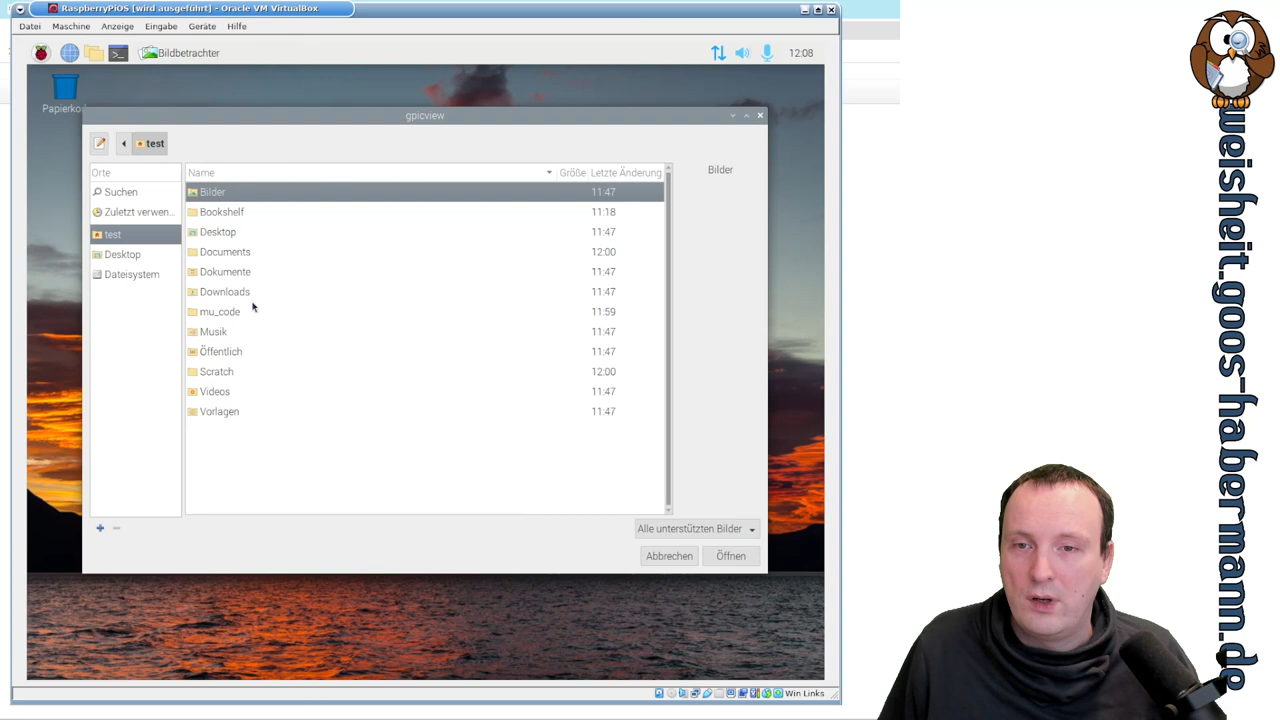 RaspberryPiOS [wird ausgeführt] - Oracle VM VirtualBox
Datei Maschine Anzeige Eingabe Geräte Hilfe
Bildbetrachter 12:08
gpicview
test
Orte
Suchen
Zuletzt verwen...
test
Desktop
Dateisystem
Name Größe Letzte Änderung
Bilder 11:47
Bookshelf 11:18
Desktop 11:47
Documents 12:00
Dokumente 11:47
Downloads 11:47
mu_code 11:59
Musik 11:47
Öffentlich 11:47
Scratch 12:00
Videos 11:47
Vorlagen 11:47
Bilder
Alle unterstützten Bilder
Abbrechen Öffnen
Win Links
weisheit.goos-habermann.de